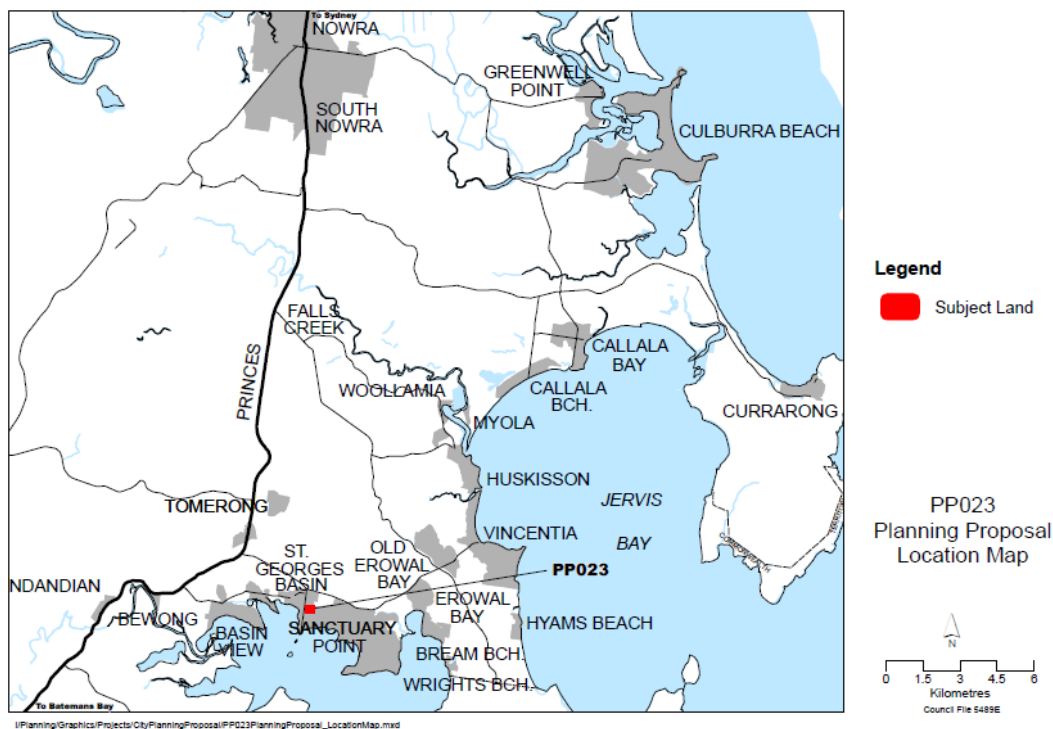 To Sydney
NOWRA
GREENWELL
POINT
SOUTH
NOWRA
CULBURRA BEACH
FALLS
CREEK
PRINCES
WOOLLAMIA
CALLALA
BAY
CALLALA
BCH.
CURRARONG
MYOLA
HUSKISSON
JERVIS
BAY
VINCENTIA
TOMERONG
ST.
GEORGES
BASIN
OLD
EROWAL
BAY
PP023
NDANDIAN
BEWONG
BASIN
VIEW
SANCTUARY
POINT
EROWAL
BAY
HYAMS BEACH
BREAM BCH.
WRIGHTS BCH.
To Batemans Bay
Legend
Subject Land
PP023
Planning Proposal
Location Map
N
0 1.5 3 4.5 6
Kilometres
Council File 5489E
I/Planning/Graphics/Projects/CityPlanningProposal/PP023PlanningProposal_LocationMap.mxd